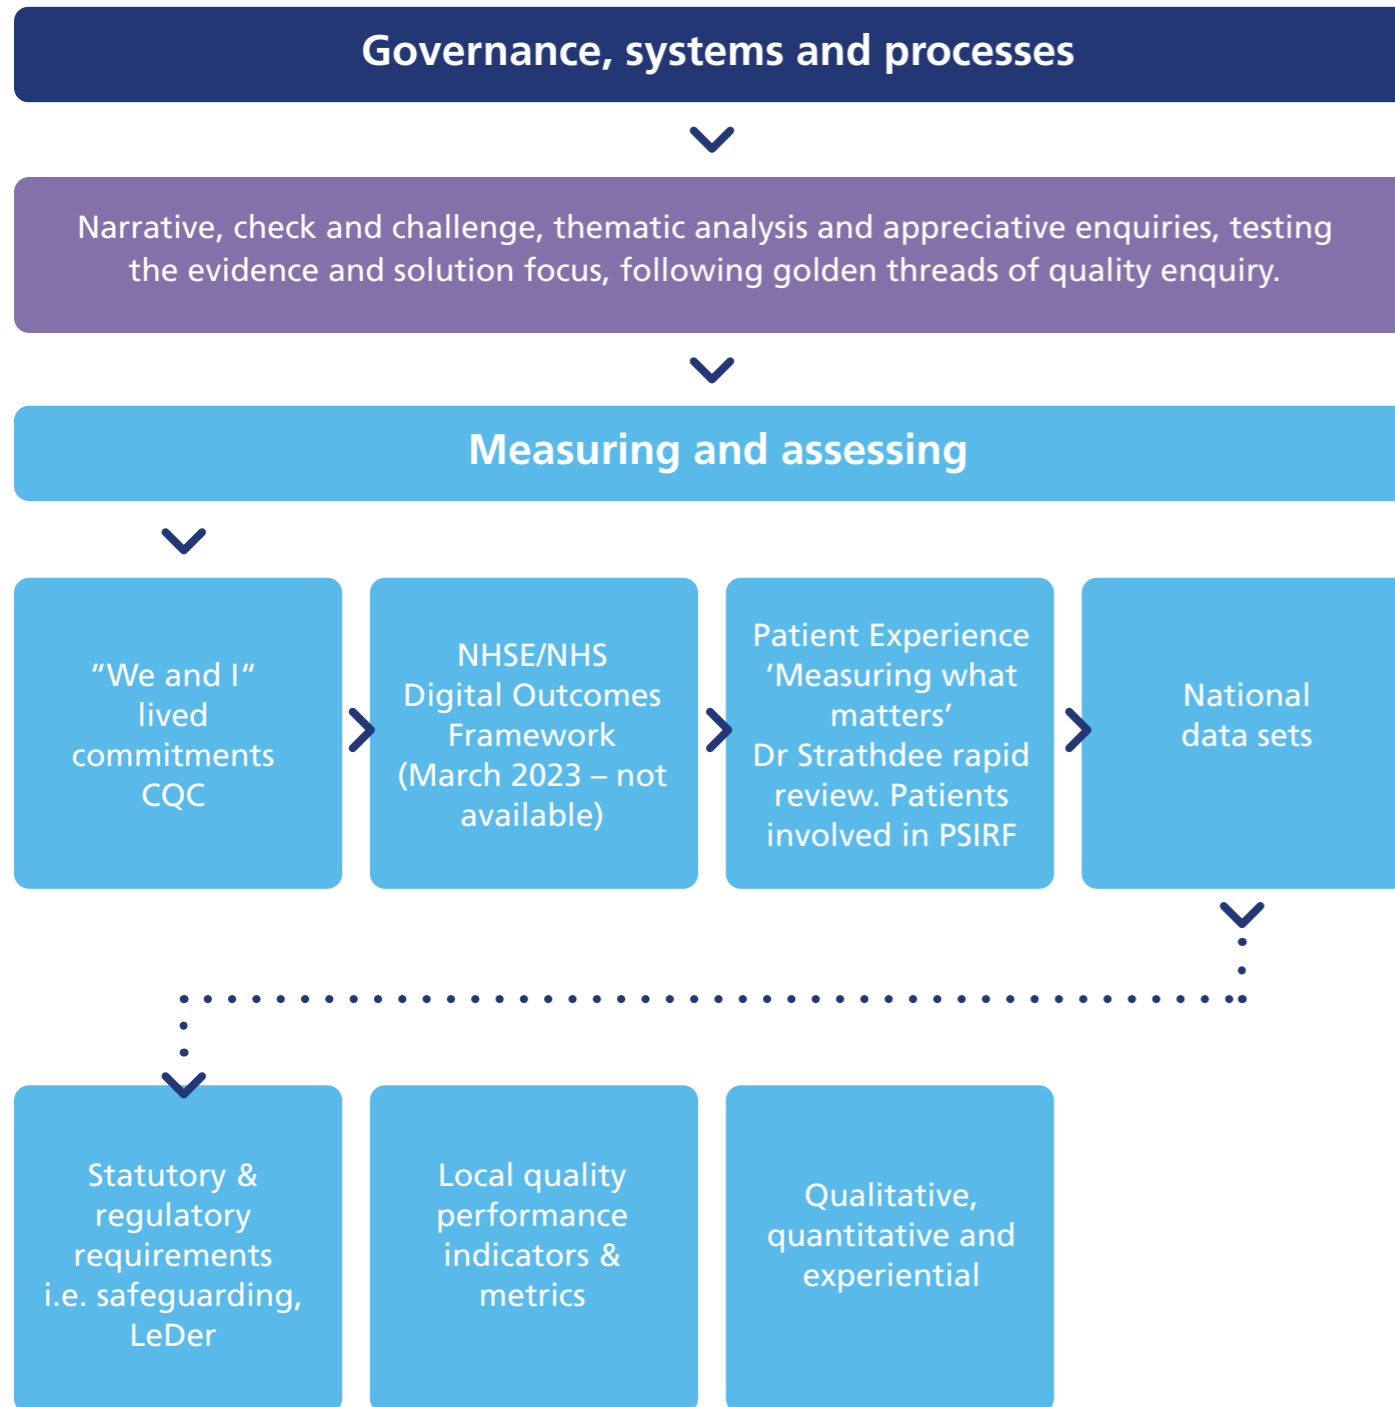 Governance, systems and processes
Narrative, check and challenge, thematic analysis and appreciative enquiries, testing
the evidence and solution focus, following golden threads of quality enquiry.
Measuring and assessing
“We and I“
lived
commitments
CQC
NHSE/NHS
Digital Outcomes
Framework
(March 2023 – not
available)
Patient Experience
‘Measuring what
matters’
Dr Strathdee rapid
review. Patients
involved in PSIRF
National
data sets
Statutory &
regulatory
requirements
i.e. safeguarding,
LeDer
Local quality
performance
indicators &
metrics
Qualitative,
quantitative and
experiential